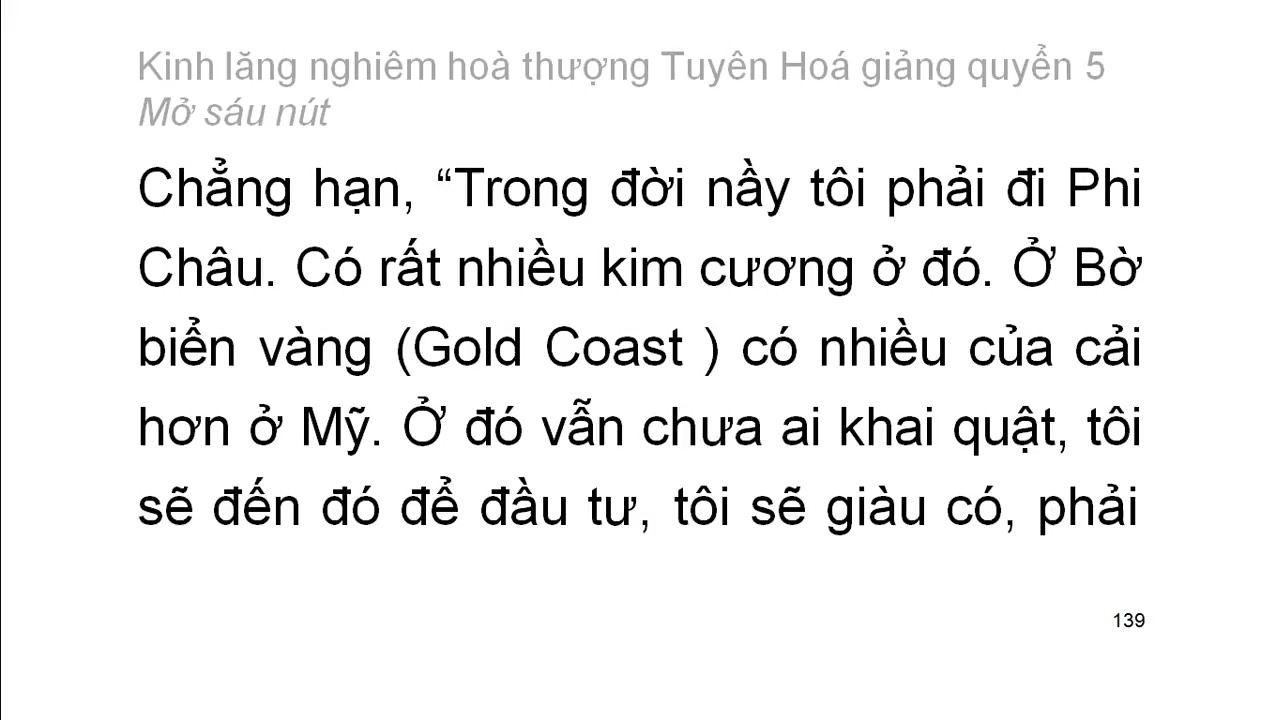 Kinh lăng nghiêm hoà thượng Tuyên Hoá giảng quyển 5
Mở sáu nút
Chẳng hạn, “Trong đời nầy tôi phải đi Phi
Châu. Có rất nhiều kim cương ở đó. Ở Bờ
biển vàng (Gold Coast ) có nhiều của cải
hơn ở Mỹ. Ở đó vẫn chưa ai khai quật, tôi
sẽ đến đó để đầu tư, tôi sẽ giàu có, phải
139